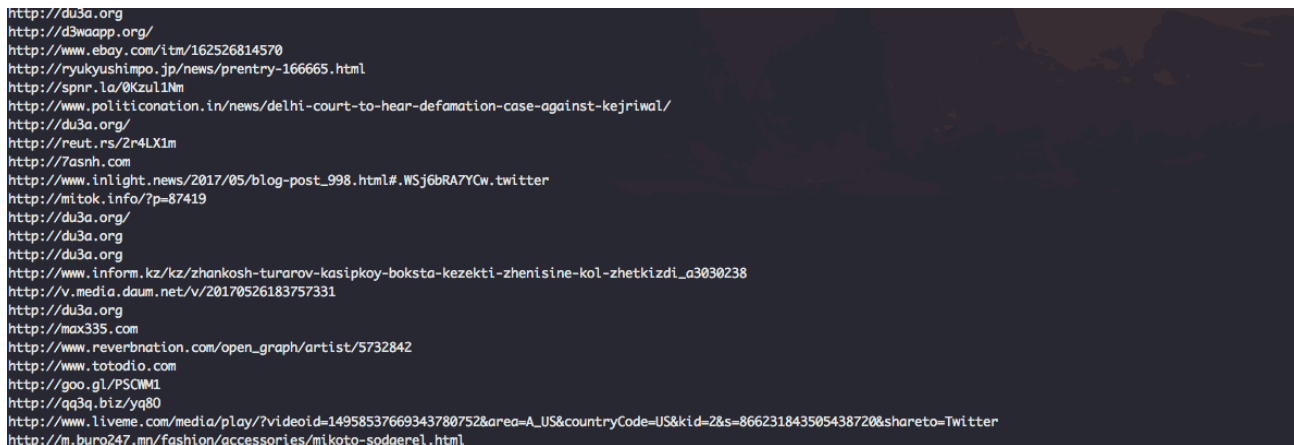 http://du3a.org
http://d3waapp.org/
http://www.ebay.com/itm/162526814570
http://ryukyushimpo.jp/news/prentry-166665.html
http://spnr.la/0Kzul1Nm
http://www.politiconation.in/news/delhi-court-to-hear-defamation-case-against-kejriwal/
http://du3a.org/
http://reut.rs/2r4LX1m
http://7asnh.com
http://www.inlight.news/2017/05/blog-post_998.html#.WSj6bRA7YCw.twitter
http://mitok.info/?p=87419
http://du3a.org/
http://du3a.org
http://du3a.org
http://www.inform.kz/kz/zhankosh-turarov-kasipkoy-boksta-kezekti-zhenisine-kol-zhetkizdi_a3030238
http://v.media.daum.net/v/20170526183757331
http://du3a.org
http://max335.com
http://www.reverbnation.com/open_graph/artist/5732842
http://www.totodio.com
http://goo.gl/PSCWM1
http://qq3q.biz/yq8O
http://www.liveme.com/media/play/?videoid=14958537669343780752&area=A_US&countryCode=US&kid=2&s=866231843505438720&shareto=Twitter
http://m.buro247.mn/fashion/accessories/mikoto-sodgerel.html